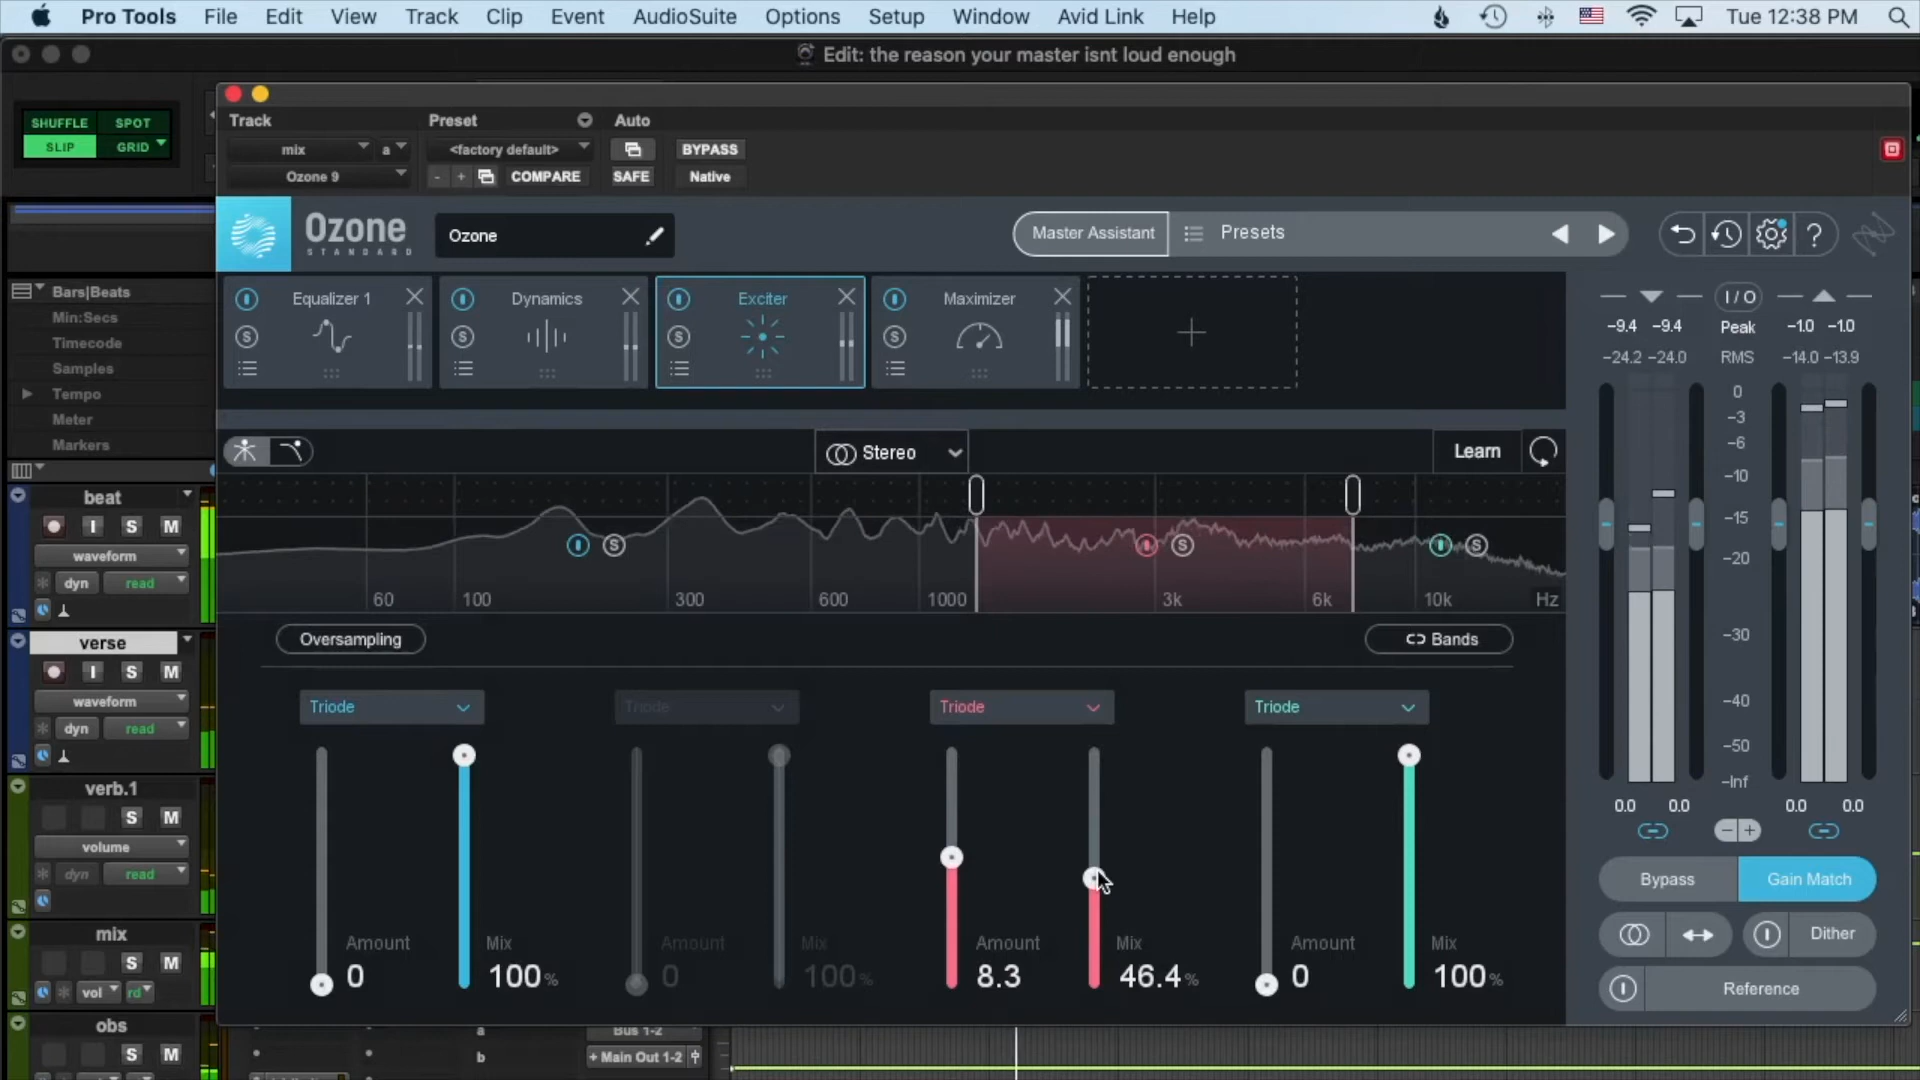 Pro Tools File Edit View Track Clip Event AudioSuite Options Setup Window Avid Link Help Tue 12:38 PM
Edit: the reason your master isnt loud enough
SHUFFLE SPOT
SLIP GRID
Track Preset Auto
mix a <factory default> BYPASS
Ozone 9 - + COMPARE SAFE Native
Ozone
STANDARD
Ozone
Master Assistant Presets
?
Equalizer 1 Dynamics Exciter Maximizer
S S S S
I/O
-9.4 -9.4 Peak -1.0 -1.0
-24.2 -24.0 RMS -14.0 -13.9
Bars|Beats
Min:Secs
Timecode
Samples
Tempo
Meter
Markers
Stereo Learn
S S S
60 100 300 600 1000 3k 6k 10k Hz
Oversampling Bands
Triode Triode Triode Triode
Amount Mix Amount Mix Amount Mix Amount Mix
0 100% 0 100% 8.3 46.4% 0 100%
0
-3
-6
-10
-15
-20
-30
-40
-50
-Inf
0.0 0.0 0.0 0.0
- +
Bypass Gain Match
Dither
Reference
beat
I S M
waveform
dyn read
verse
I S M
waveform
dyn read
verb.1
S M
volume
dyn read
mix
S M
vol rd
obs
S M
a Bus 1-2
b + Main Out 1-2